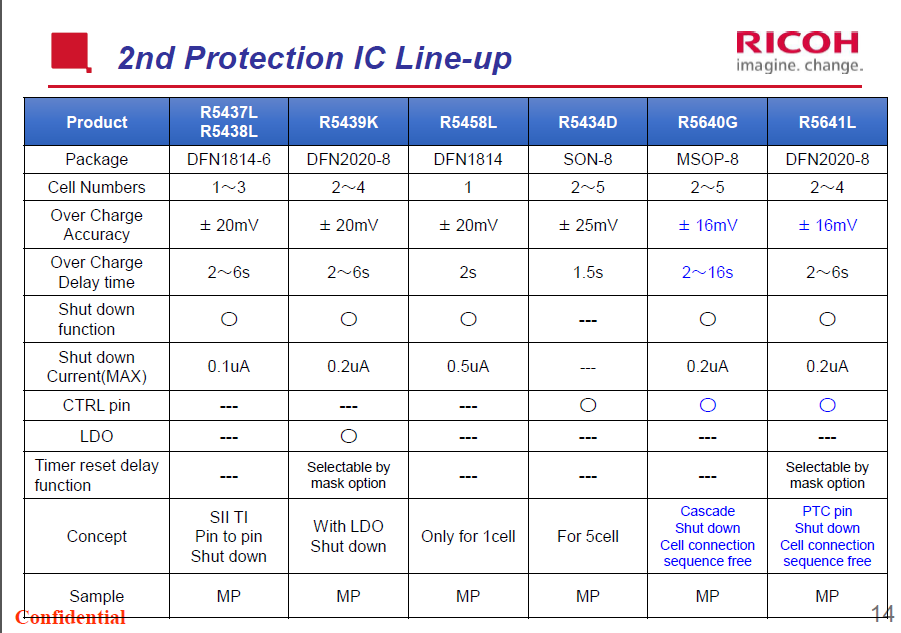 2nd Protection IC Line-up
RICOH
imagine. change.
Product R5437L R5438L R5439K R5458L R5434D R5640G R5641L
Package DFN1814-6 DFN2020-8 DFN1814 SON-8 MSOP-8 DFN2020-8
Cell Numbers 1～3 2～4 1 2～5 2～5 2～4
Over Charge Accuracy ± 20mV ± 20mV ± 20mV ± 25mV ± 16mV ± 16mV
Over Charge Delay time 2～6s 2～6s 2s 1.5s 2～16s 2～6s
Shut down function 〇 〇 〇 --- 〇 〇
Shut down Current(MAX) 0.1uA 0.2uA 0.5uA --- 0.2uA 0.2uA
CTRL pin --- --- --- 〇 〇 〇
LDO --- 〇 --- --- --- ---
Timer reset delay function --- Selectable by mask option --- --- --- Selectable by mask option
Concept SII TI Pin to pin Shut down With LDO Shut down Only for 1cell For 5cell Cascade Shut down Cell connection sequence free PTC pin Shut down Cell connection sequence free
Sample MP MP MP MP MP MP
Confidential
14